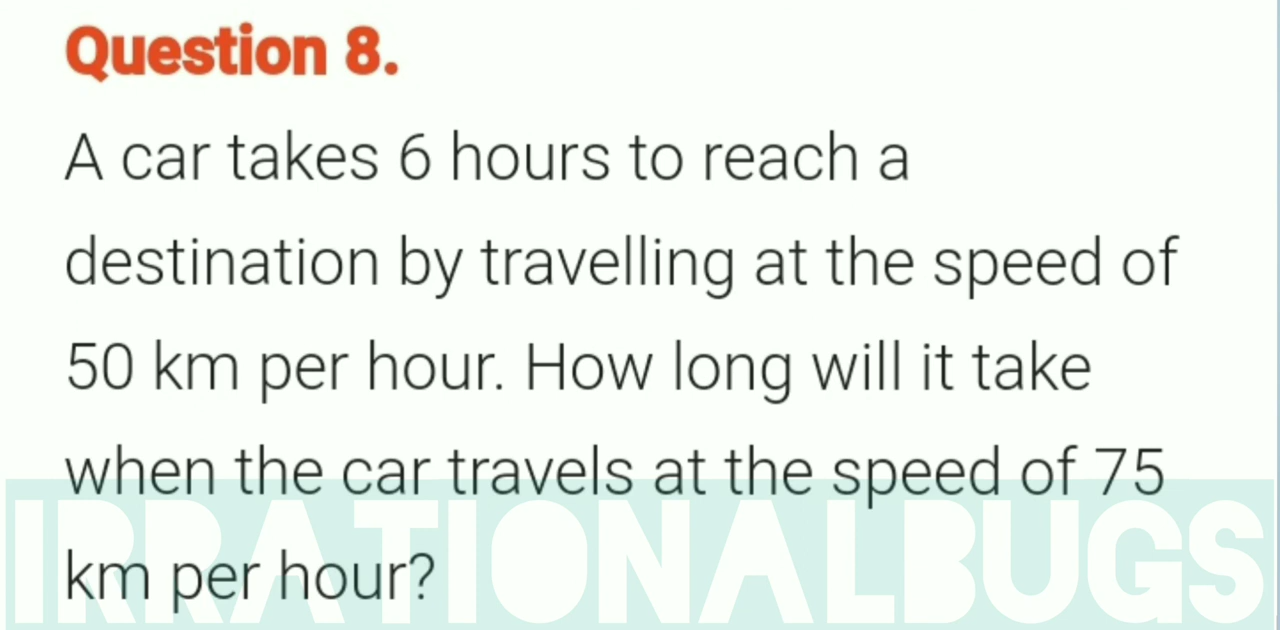 Question 8.
A car takes 6 hours to reach a
destination by travelling at the speed of
50 km per hour. How long will it take
when the car travels at the speed of 75
km per hour?
IRRATIONALBUGS